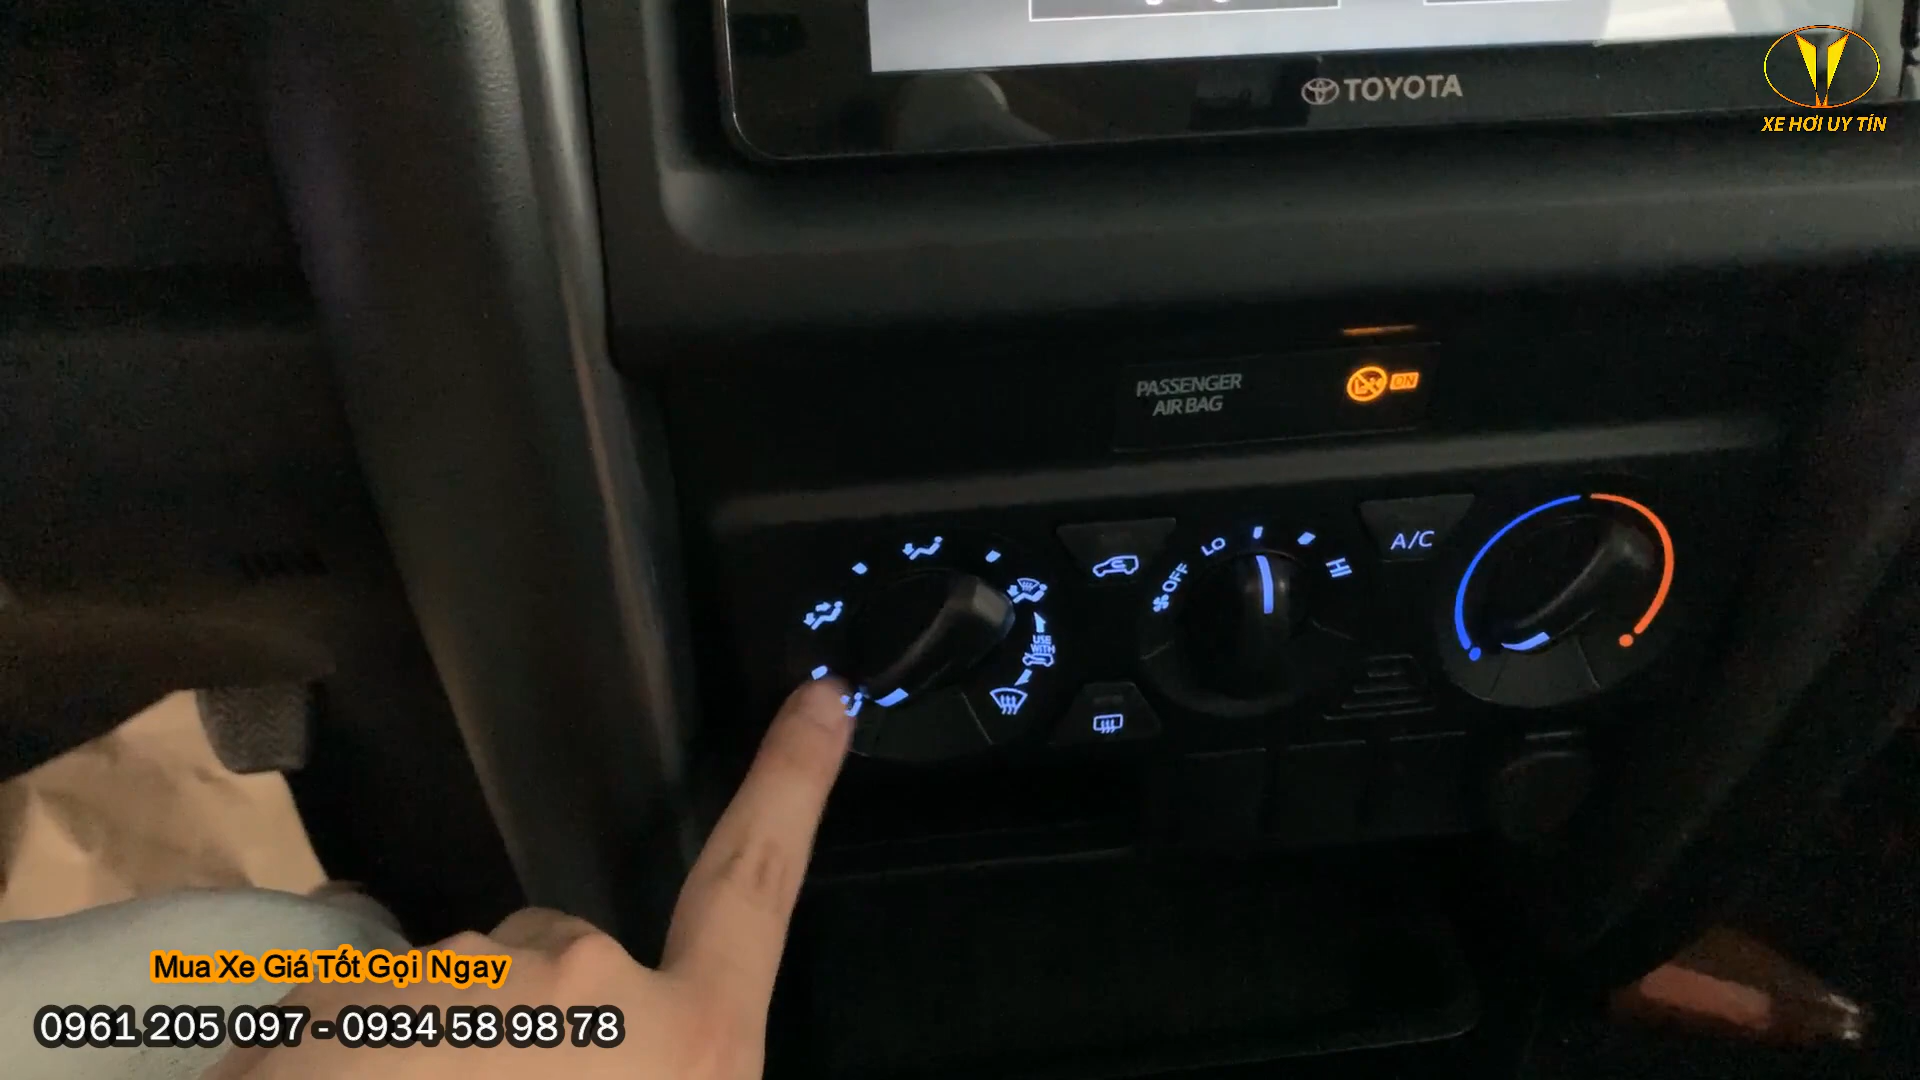 TOYOTA
XE HƠI UY TÍN
PASSENGER
AIR BAG
ON
OFF
LO
HI
A/C
USE
WITH
Mua Xe Giá Tốt Gọi Ngay
0961 205 097 - 0934 58 98 78